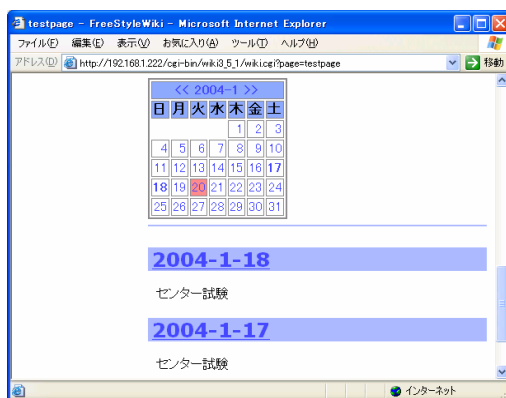 testpage - FreeStyleWiki - Microsoft Internet Explorer
ファイル(F) 編集(E) 表示(V) お気に入り(A) ツール(T) ヘルプ(H)
アドレス(D) http://192.168.1.222/cgi-bin/wiki3_5_1/wiki.cgi?page=testpage 移動
<< 2004-1 >>
日 月 火 水 木 金 土
1 2 3
4 5 6 7 8 9 10
11 12 13 14 15 16 17
18 19 20 21 22 23 24
25 26 27 28 29 30 31
2004-1-18
センター試験
2004-1-17
センター試験
インターネット